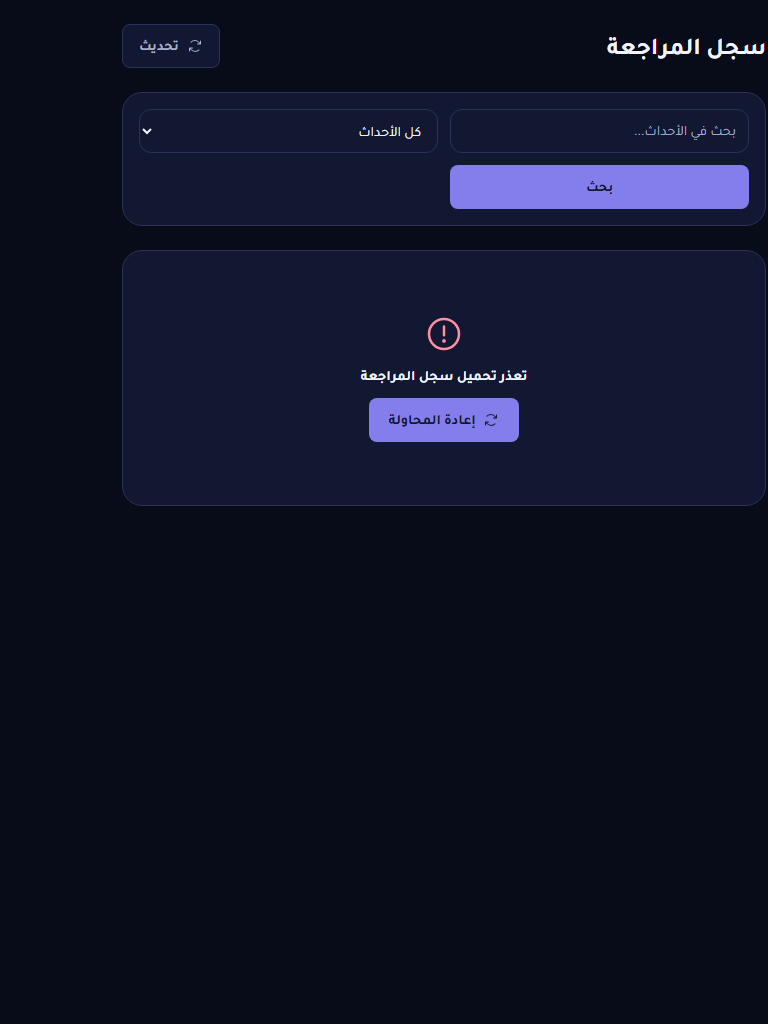 سجل المراجعة
تحديث
بحث في الأحداث...
كل الأحداث
بحث
تعذر تحميل سجل المراجعة
إعادة المحاولة